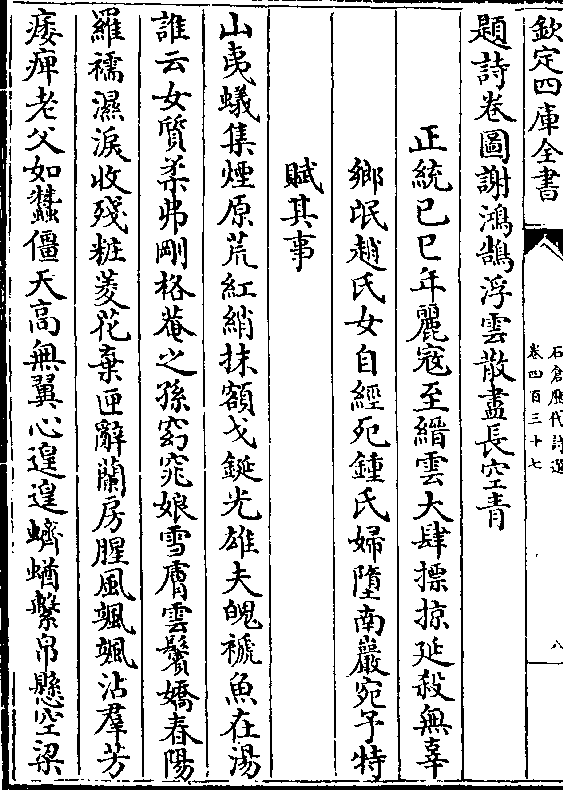 欽定四庫全書
石倉歷代詩選
卷四百三十七
八
題詩卷圖謝鴻鵠浮雲散盡長空青
正統已巳年麗寇至縉雲大肆摽掠延殺無辜
鄉氓趙氏女自經死鍾氏婦墮南巖宛予特
賦其事
山夷蟻集煙原荒紅綃抹額戈鋋光雄夫魄褫魚在湯
誰云女質柔弗剛格菴之孫窈窕娘雪膚雲鬢嬌春陽
羅襦濕淚收殘粧菱花棄匣辭蘭房腥風颯颯沾羣芳
痿痺老父如蠶僵天高無翼心遑遑蠐蝤繫帛懸空梁